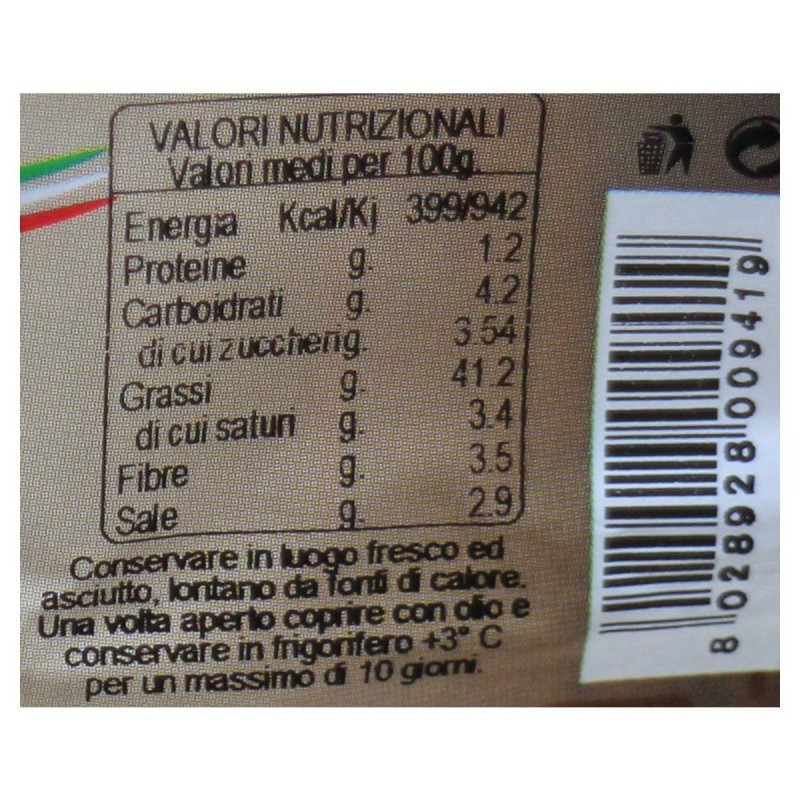 VALORI NUTRIZIONALI
Valori medi per 100g.
Energia Kcal/Kj 399/942
Proteine g. 1.2
Carboidrati g. 4.2
di cui zuccheri g. 3.54
Grassi g. 41.2
di cui saturi g. 3.4
Fibre g. 3.5
Sale g. 2.9
Conservare in luogo fresco ed
asciutto, lontano da fonti di calore.
Una volta aperto coprire con olio e
conservare in frigorifero +3° C
per un massimo di 10 giorni.
8 028928 009419